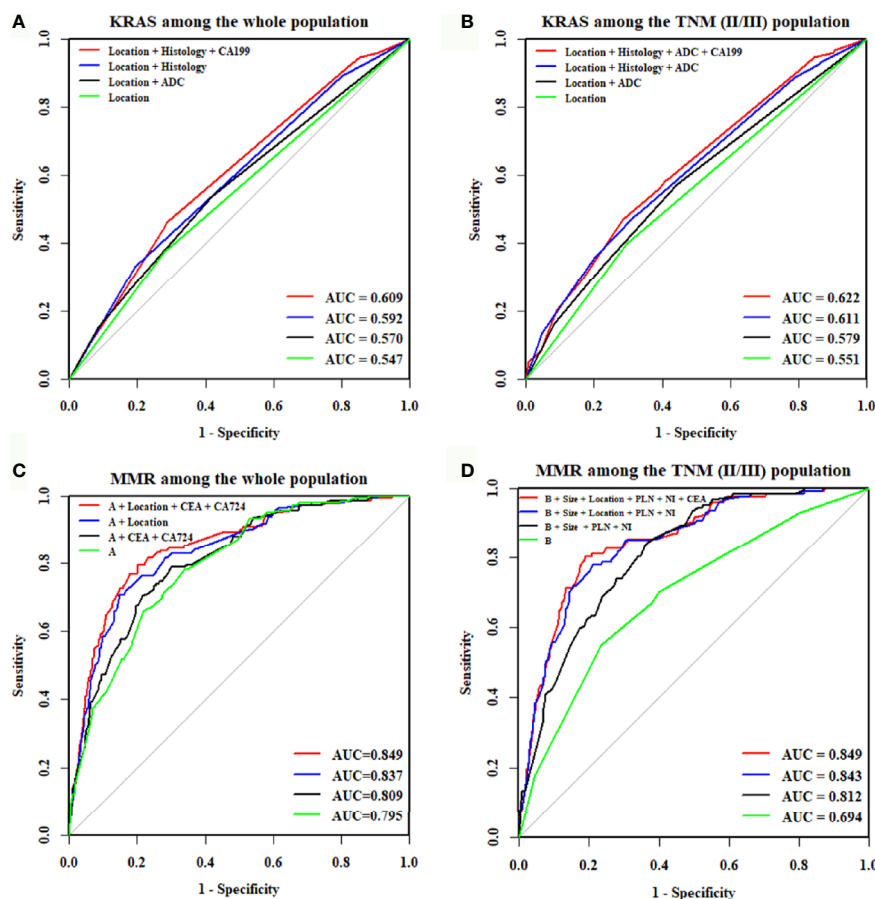 A
KRAS among the whole population
Location + Histology + CA199
Location + Histology
Location + ADC
Location
AUC = 0.609
AUC = 0.592
AUC = 0.570
AUC = 0.547
0.0
0.2
0.4
0.6
0.8
1.0
Sensitivity
0.0 0.2 0.4 0.6 0.8 1.0
1 - Specificity
B
KRAS among the TNM (II/III) population
Location + Histology + ADC + CA199
Location + Histology + ADC
Location + ADC
Location
AUC = 0.622
AUC = 0.611
AUC = 0.579
AUC = 0.551
0.0
0.2
0.4
0.6
0.8
1.0
Sensitivity
0.0 0.2 0.4 0.6 0.8 1.0
1 - Specificity
C
MMR among the whole population
A + Location + CEA + CA724
A + Location
A + CEA + CA724
A
AUC=0.849
AUC=0.837
AUC=0.809
AUC=0.795
0.0
0.2
0.4
0.6
0.8
1.0
Sensitivity
0.0 0.2 0.4 0.6 0.8 1.0
1 - Specificity
D
MMR among the TNM (II/III) population
B + Size + Location + PLN + NI + CEA
B + Size + Location + PLN + NI
B + Size + PLN + NI
B
AUC = 0.849
AUC = 0.843
AUC = 0.812
AUC = 0.694
0.0
0.2
0.4
0.6
0.8
1.0
Sensitivity
0.0 0.2 0.4 0.6 0.8 1.0
1 - Specificity